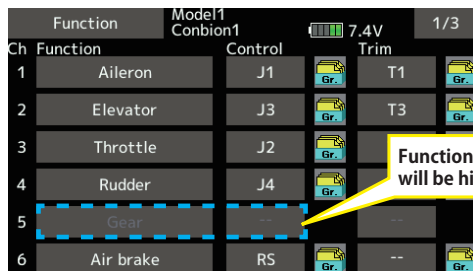 Function Model1 Conbion1 7.4V 1/3
Ch Function Control Trim
1 Aileron J1 Gr. T1 Gr.
2 Elevator J3 Gr. T3 Gr.
3 Throttle J2 Gr.
4 Rudder J4 Gr.
Function
will be hi
5 Gear -- --
6 Air brake RS Gr. -- Gr.